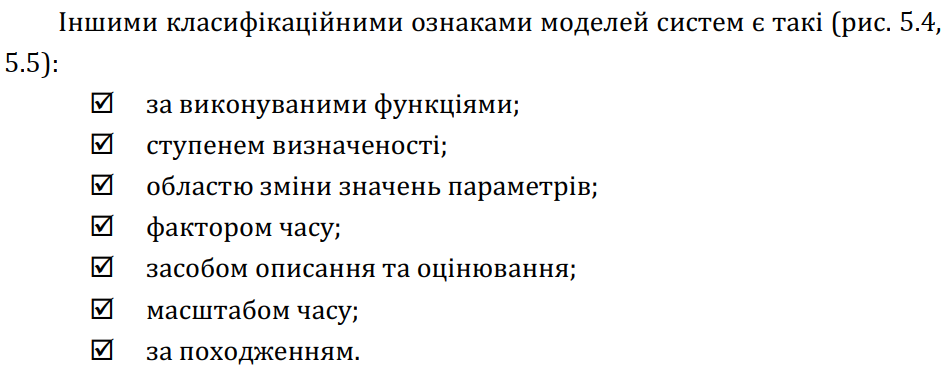 Іншими класифікаційними ознаками моделей систем є такі (рис. 5.4,
5.5):
☑ за виконуваними функціями;
☑ ступенем визначеності;
☑ областю зміни значень параметрів;
☑ фактором часу;
☑ засобом описання та оцінювання;
☑ масштабом часу;
☑ за походженням.